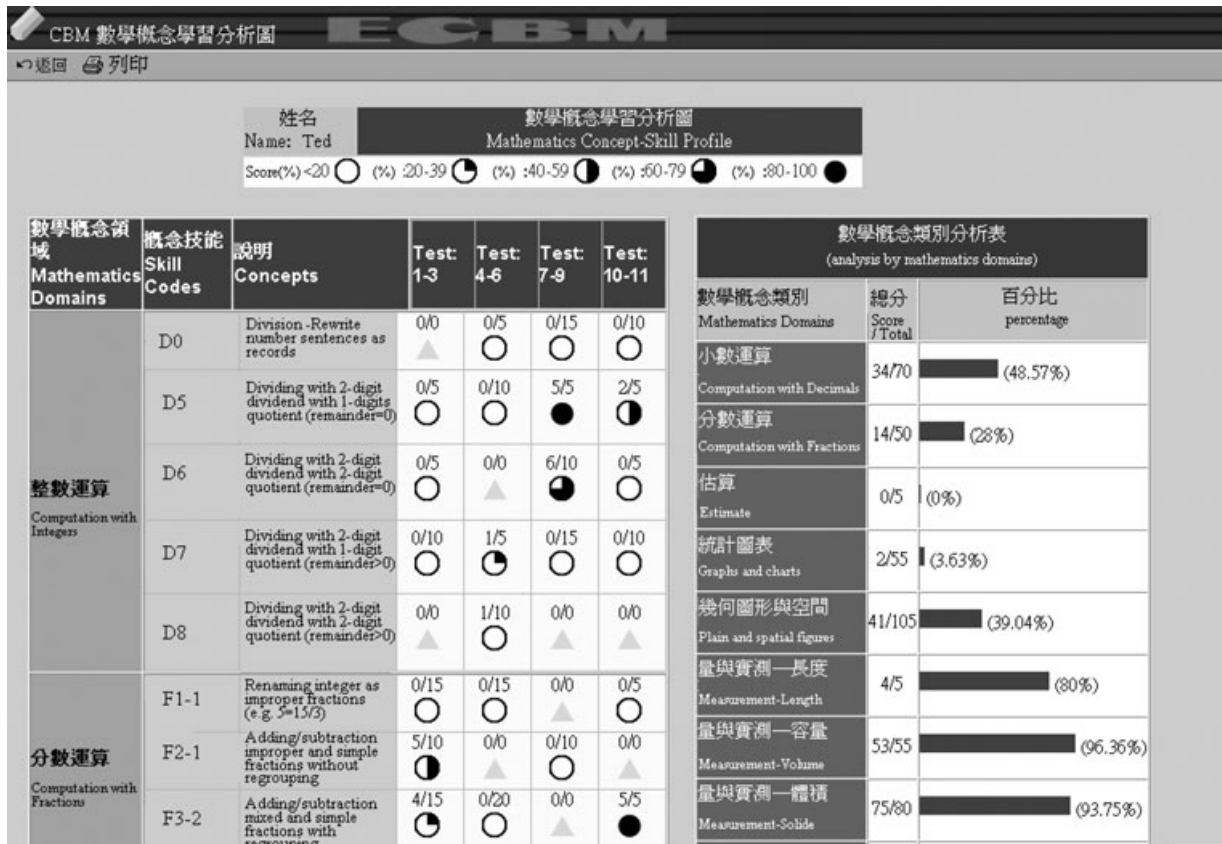 CBM 數學概念學習分析圖
ECBM
返回 列印
姓名
Name: Ted
數學概念學習分析圖
Mathematics Concept-Skill Profile
Score(%) <20 (%) :20-39 (%) :40-59 (%) :60-79 (%) :80-100
數學概念領域
Mathematics Domains
概念技能
Skill Codes
說明
Concepts
Test: 1-3
Test: 4-6
Test: 7-9
Test: 10-11
整數運算
Computation with
Integers
D0
Division -Rewrite
number sentences as
records
0/0 0/5 0/15 0/10
D5
Dividing with 2-digit
dividend with 1-digits
quotient (remainder=0)
0/5 0/10 5/5 2/5
D6
Dividing with 2-digit
dividend with 2-digit
quotient (remainder=0)
0/5 0/0 6/10 0/5
D7
Dividing with 2-digit
dividend with 1-digit
quotient (remainder>0)
0/10 1/5 0/15 0/10
D8
Dividing with 2-digit
dividend with 2-digit
quotient (remainder>0)
0/0 1/10 0/0 0/0
分數運算
Computation with
Fractions
F1-1
Renaming integer as
improper fractions
(e.g. 5=15/3)
0/15 0/15 0/0 0/5
F2-1
Adding/subtraction
improper and simple
fractions without
regrouping
5/10 0/0 0/10 0/0
F3-2
Adding/subtraction
mixed and simple
fractions with
regrouping
4/15 0/20 0/0 5/5
數學概念類別分析表
(analysis by mathematics domains)
數學概念類別
Mathematics Domains
總分
Score
/ Total
百分比
percentage
小數運算
Computation with Decimals
34/70 (48.57%)
分數運算
Computation with Fractions
14/50 (28%)
估算
Estimate
0/5 (0%)
統計圖表
Graphs and charts
2/55 (3.63%)
幾何圖形與空間
Plain and spatial figures
41/105 (39.04%)
量與實測—長度
Measurement-Length
4/5 (80%)
量與實測—容量
Measurement-Volume
53/55 (96.36%)
量與實測—體積
Measurement-Solide
75/80 (93.75%)